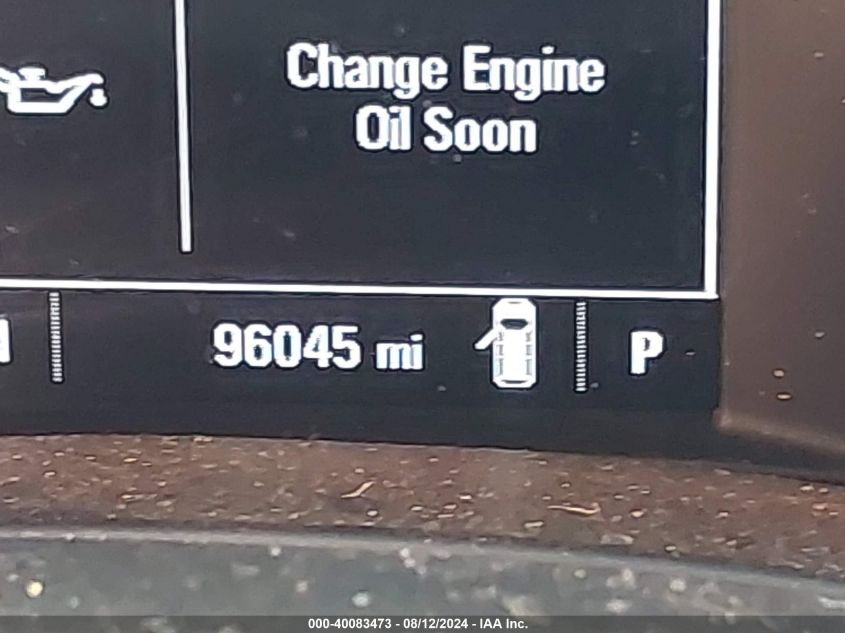 Change Engine
Oil Soon
96045 mi
P
000-40083473 - 08/12/2024 - IAA Inc.